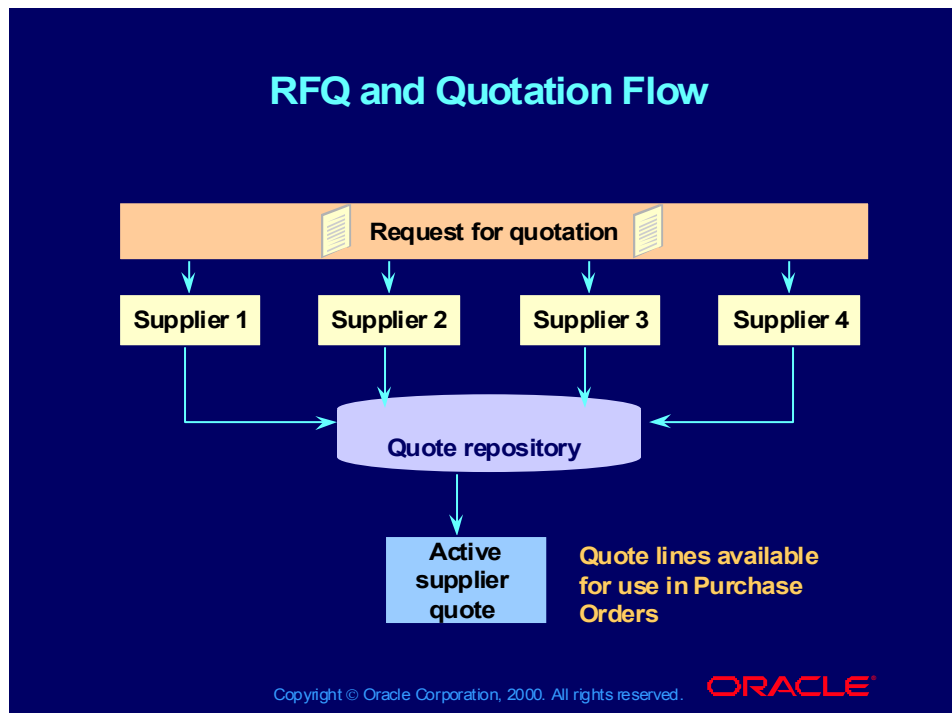 RFQ and Quotation Flow
Request for quotation
Supplier 1
Supplier 2
Supplier 3
Supplier 4
Quote repository
Active
supplier
quote
Quote lines available
for use in Purchase
Orders
Copyright © Oracle Corporation, 2000. All rights reserved.
ORACLE®